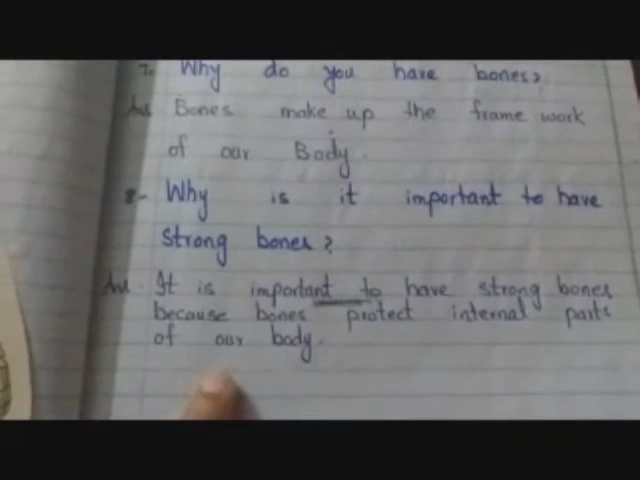 7. Why do you have bones?
Ans Bones make up the frame work
of our Body.
8- Why is it important to have
strong bones?
Ans. It is important to have strong bones
because bones protect internal parts
of our body.